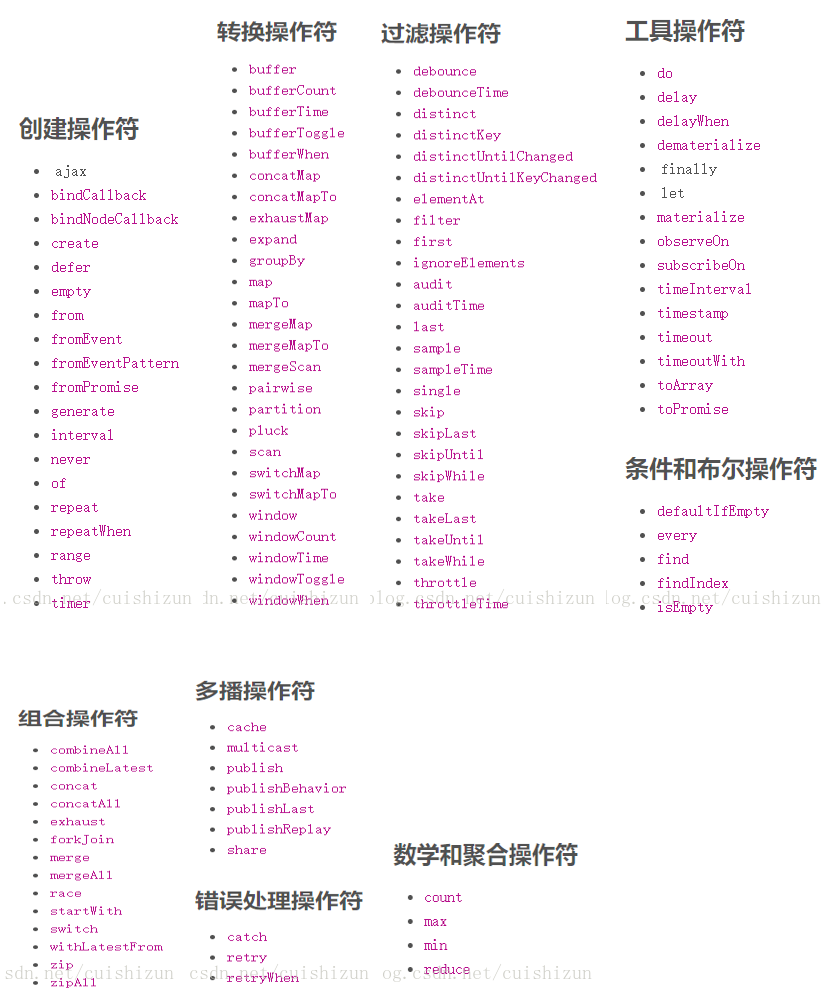 创建操作符
ajax
bindCallback
bindNodeCallback
create
defer
empty
from
fromEvent
fromEventPattern
fromPromise
generate
interval
never
of
repeat
repeatWhen
range
throw
timer
.csdn.net/cuishizun
转换操作符
buffer
bufferCount
bufferTime
bufferToggle
bufferWhen
concatMap
concatMapTo
exhaustMap
expand
groupBy
map
mapTo
mergeMap
mergeMapTo
mergeScan
pairwise
partition
pluck
scan
switchMap
switchMapTo
window
windowCount
windowTime
windowToggle
windowWhen
dn.net/cuishizun
过滤操作符
debounce
debounceTime
distinct
distinctKey
distinctUntilChanged
distinctUntilKeyChanged
elementAt
filter
first
ignoreElements
audit
auditTime
last
sample
sampleTime
single
skip
skipLast
skipUntil
skipWhile
take
takeLast
takeUntil
takeWhile
throttle
throttleTime
blog.csdn.net/cuishizun
工具操作符
do
delay
delayWhen
dematerialize
finally
let
materialize
observeOn
subscribeOn
timeInterval
timestamp
timeout
timeoutWith
toArray
toPromise
条件和布尔操作符
defaultIfEmpty
every
find
findIndex
isEmpty
log.csdn.net/cuishizun
组合操作符
combineAll
combineLatest
concat
concatAll
exhaust
forkJoin
merge
mergeAll
race
startWith
switch
withLatestFrom
zip
zipAll
sdn.net/cuishizun
多播操作符
cache
multicast
publish
publishBehavior
publishLast
publishReplay
share
错误处理操作符
catch
retry
retryWhen
csdn.net/cuishizun
数学和聚合操作符
count
max
min
reduce
og.csdn.net/cuishizun